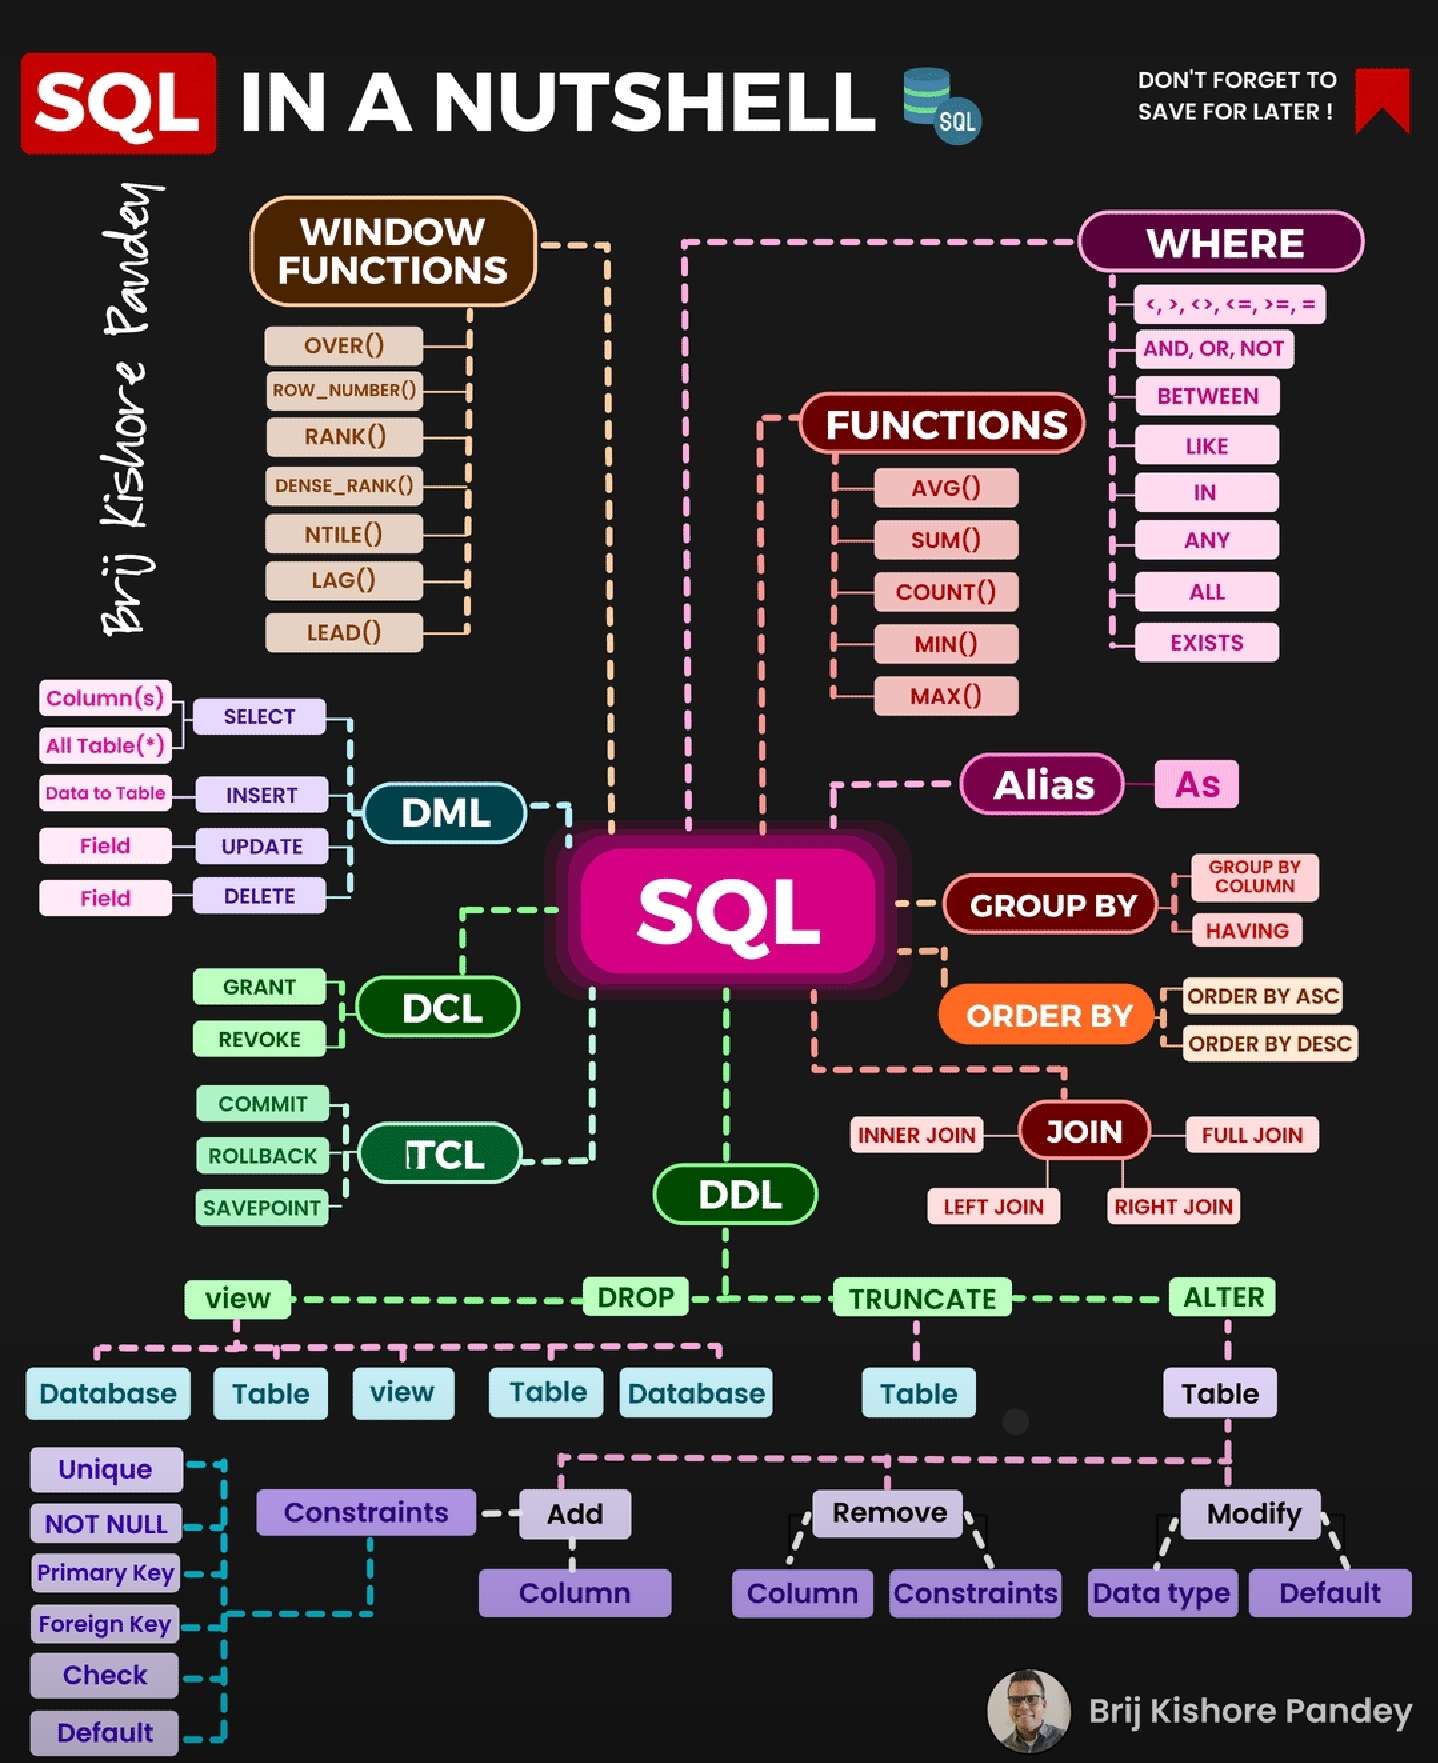 SQL IN A NUTSHELL
SQL
DON'T FORGET TO
SAVE FOR LATER !
Brij Kishore Pandey
WINDOW
FUNCTIONS
OVER()
ROW_NUMBER()
RANK()
DENSE_RANK()
NTILE()
LAG()
LEAD()
WHERE
<, >, <>, <=, >=, =
AND, OR, NOT
BETWEEN
LIKE
IN
ANY
ALL
EXISTS
FUNCTIONS
AVG()
SUM()
COUNT()
MIN()
MAX()
Column(s)
All Table(*)
SELECT
Data to Table
INSERT
Field
UPDATE
Field
DELETE
DML
Alias
As
SQL
GROUP BY
GROUP BY
COLUMN
HAVING
GRANT
REVOKE
DCL
ORDER BY
ORDER BY ASC
ORDER BY DESC
COMMIT
ROLLBACK
SAVEPOINT
TCL
JOIN
INNER JOIN
FULL JOIN
LEFT JOIN
RIGHT JOIN
DDL
view
DROP
TRUNCATE
ALTER
Database
Table
view
Table
Database
Table
Table
Unique
NOT NULL
Primary Key
Foreign Key
Check
Default
Constraints
Add
Column
Remove
Column
Constraints
Modify
Data type
Default
Brij Kishore Pandey